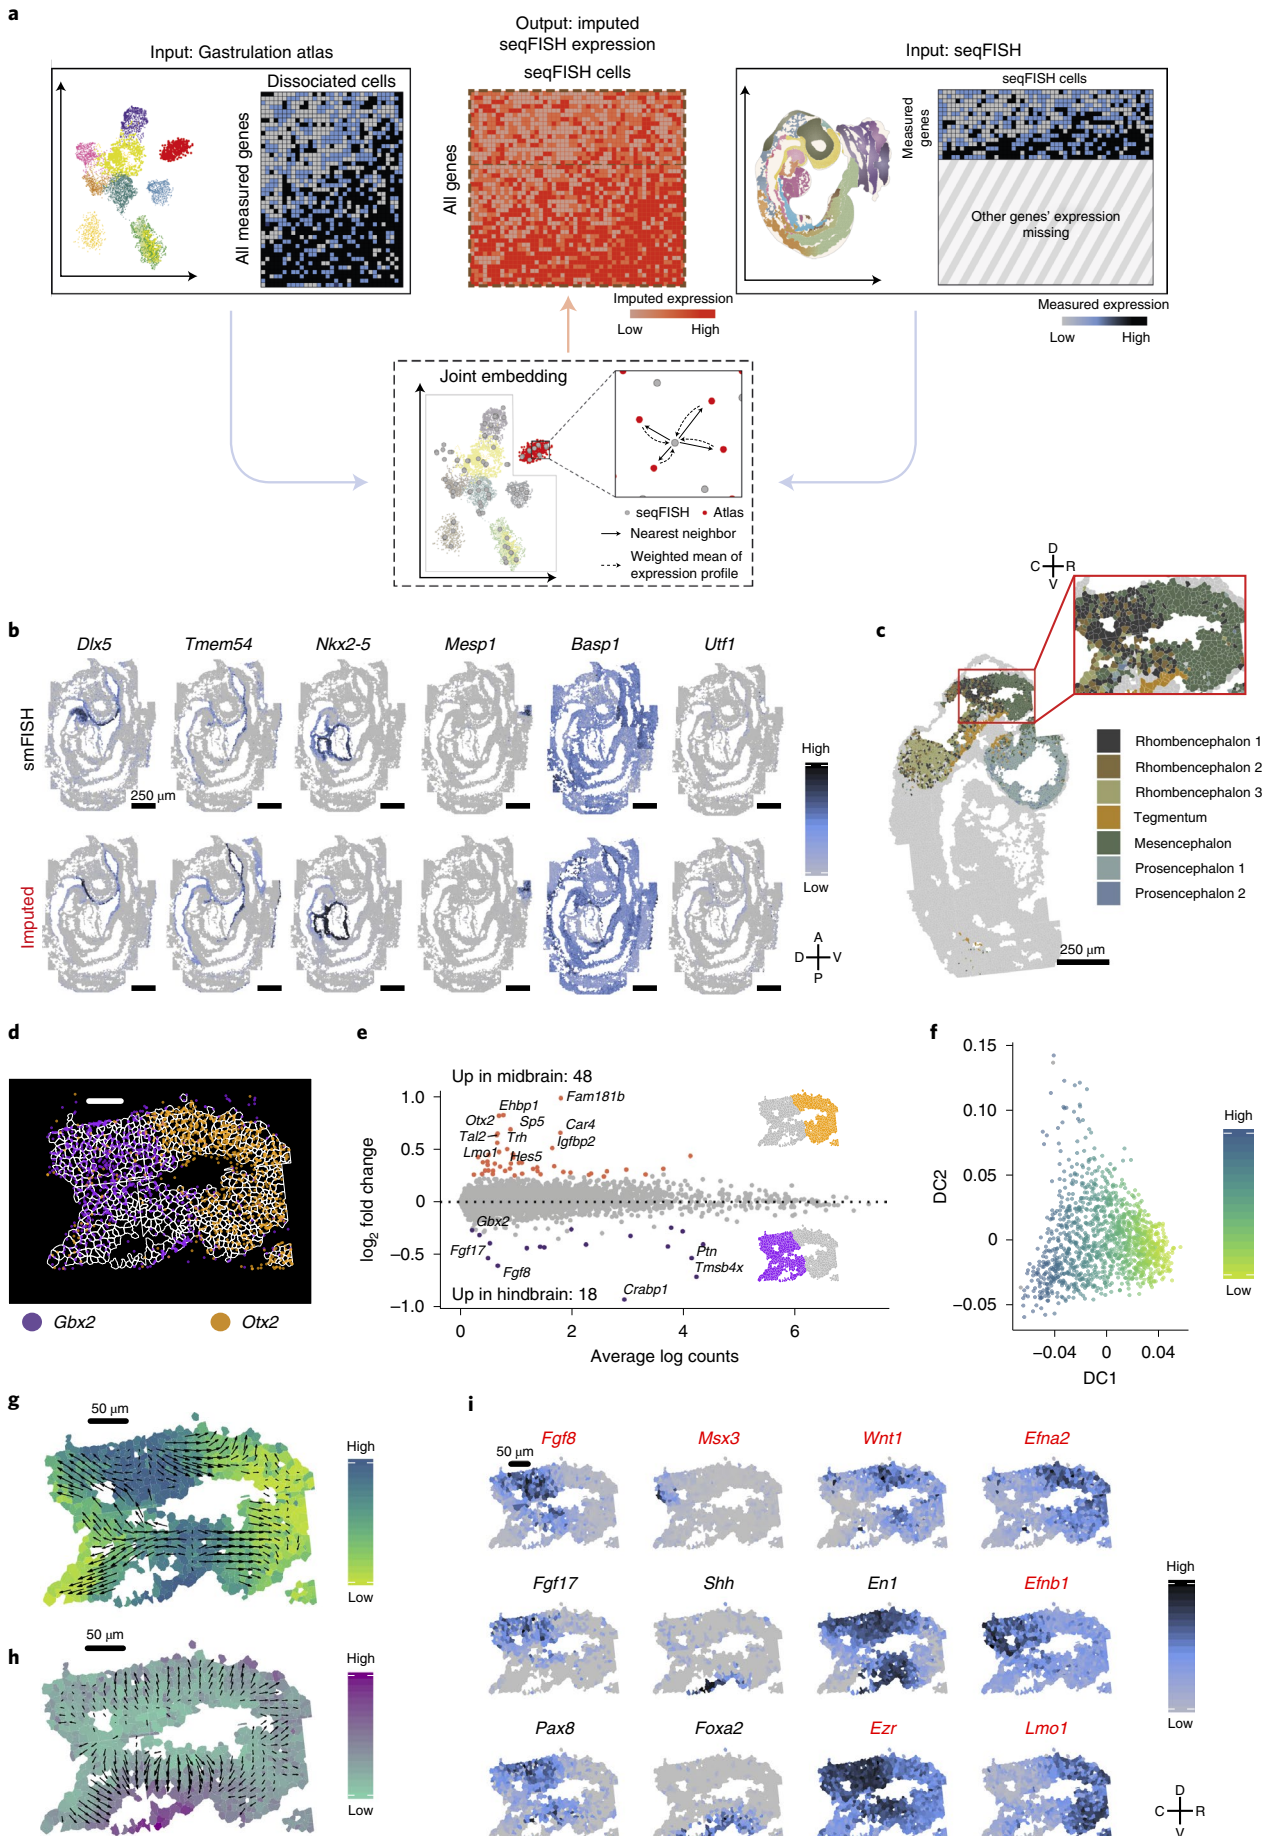 a
Input: Gastrulation atlas
Dissociated cells
All measured genes
Output: imputed
seqFISH expression
seqFISH cells
All genes
Imputed expression
Low High
Input: seqFISH
seqFISH cells
Measured
genes
Other genes' expression
missing
Measured expression
Low High
Joint embedding
seqFISH Atlas
Nearest neighbor
Weighted mean of
expression profile
b
Dlx5 Tmem54 Nkx2-5 Mesp1 Basp1 Utf1
smFISH
250 μm
Imputed
High
Low
A
D V
P
c
D
C R
V
Rhombencephalon 1
Rhombencephalon 2
Rhombencephalon 3
Tegmentum
Mesencephalon
Prosencephalon 1
Prosencephalon 2
250 μm
d
Gbx2 Otx2
e
Up in midbrain: 48
1.0
0.5
0
−0.5
−1.0
log2 fold change
Fam181b
Ehbp1
Otx2 Sp5 Car4
Tal2 Trh Igfbp2
Lmo1 Hes5
Gbx2
Fgf17
Fgf8
Ptn
Tmsb4x
Crabp1
Up in hindbrain: 18
0 2 4 6
Average log counts
f
0.15
0.10
0.05
0
−0.05
DC2
−0.04 0 0.04
DC1
High
Low
g
50 μm
High
Low
h
50 μm
High
Low
i
Fgf8 Msx3 Wnt1 Efna2
50 μm
Fgf17 Shh En1 Efnb1
Pax8 Foxa2 Ezr Lmo1
High
Low
D
C R
V